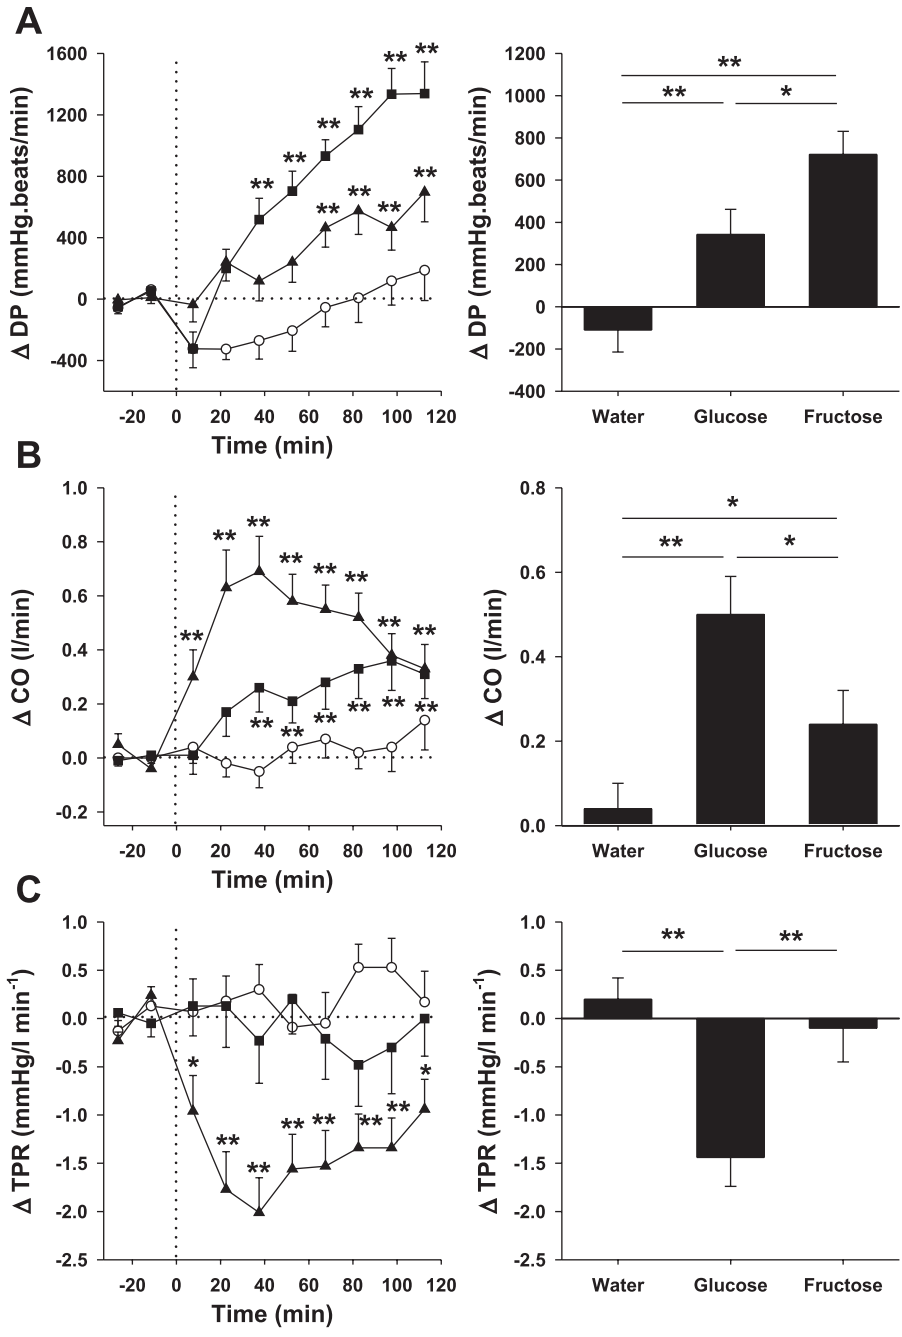 A
Δ DP (mmHg.beats/min)
1600
1200
800
400
0
-400
** ** ** ** ** **
** ** ** **
-20 0 20 40 60 80 100 120
Time (min)
Δ DP (mmHg.beats/min)
1200
1000
800
600
400
200
0
-200
-400
**
** *
Water Glucose Fructose
B
Δ CO (l/min)
1.0
0.8
0.6
0.4
0.2
0.0
-0.2
** ** ** ** ** ** ** **
** ** ** ** ** **
-20 0 20 40 60 80 100 120
Time (min)
Δ CO (l/min)
0.8
0.6
0.4
0.2
0.0
*
** *
Water Glucose Fructose
C
Δ TPR (mmHg/l min⁻¹)
1.0
0.5
0.0
-0.5
-1.0
-1.5
-2.0
-2.5
* ** ** ** ** ** ** *
-20 0 20 40 60 80 100 120
Time (min)
Δ TPR (mmHg/l min⁻¹)
1.0
0.5
0.0
-0.5
-1.0
-1.5
-2.0
-2.5
** **
Water Glucose Fructose